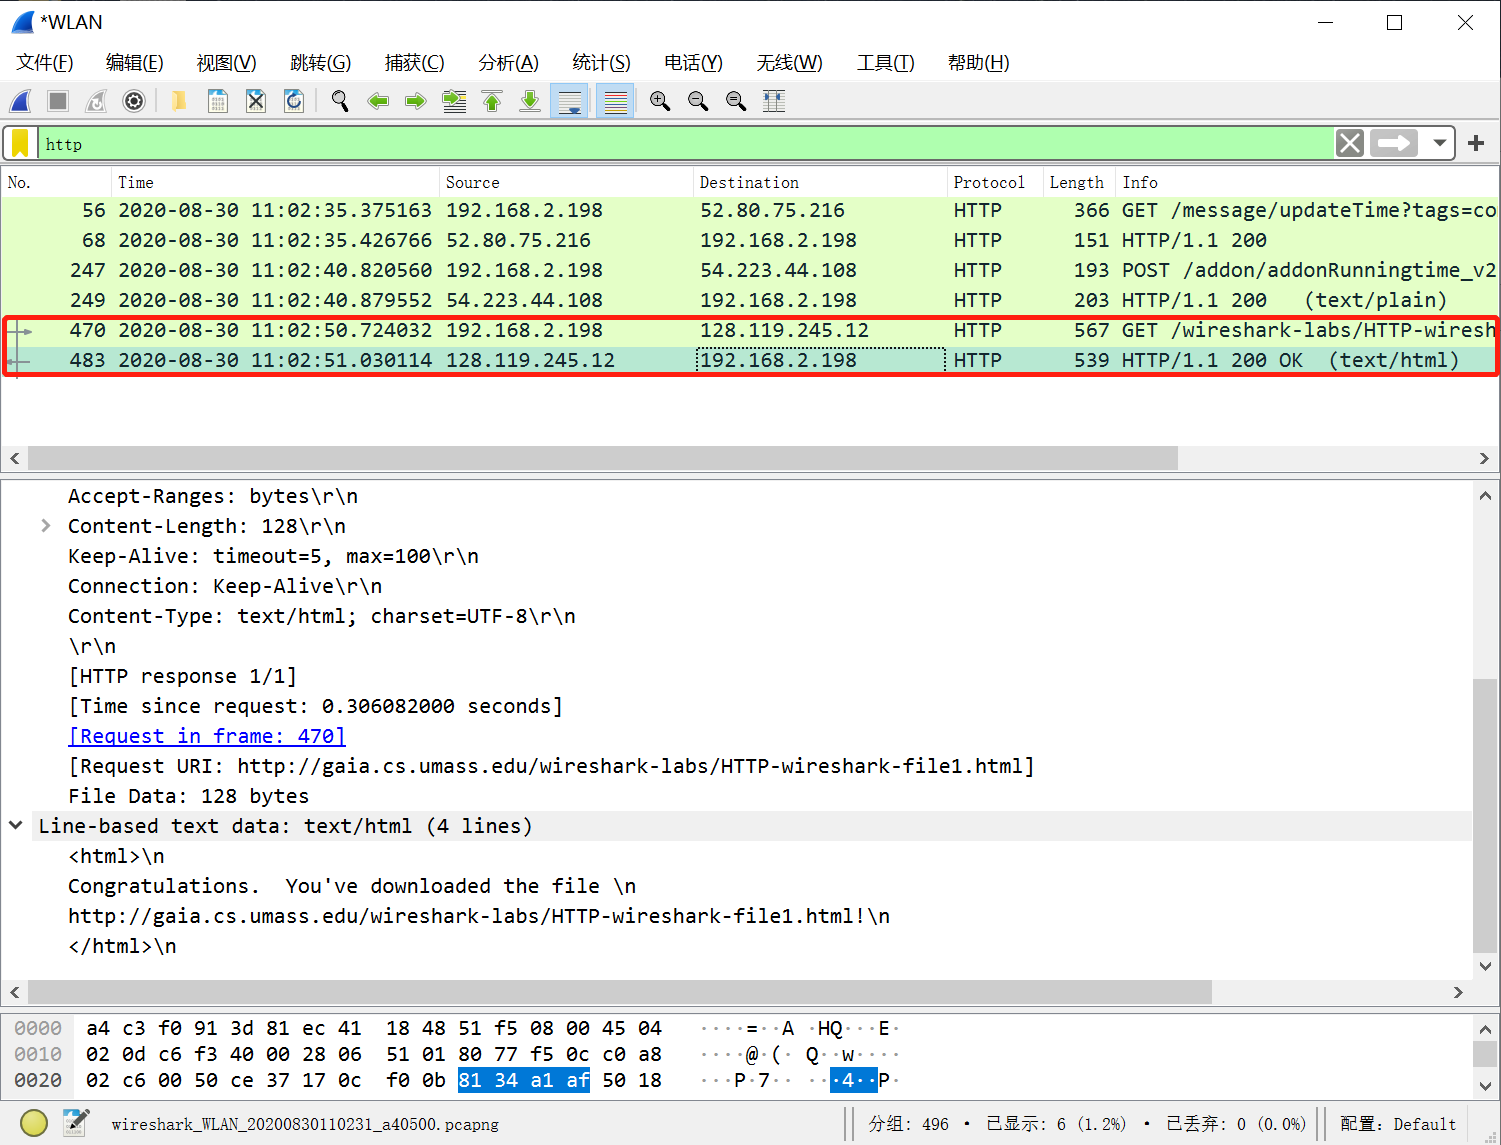 *WLAN
文件(F) 编辑(E) 视图(V) 跳转(G) 捕获(C) 分析(A) 统计(S) 电话(Y) 无线(W) 工具(T) 帮助(H)
http
No. Time Source Destination Protocol Length Info
56 2020-08-30 11:02:35.375163 192.168.2.198 52.80.75.216 HTTP 366 GET /message/updateTime?tags=co
68 2020-08-30 11:02:35.426766 52.80.75.216 192.168.2.198 HTTP 151 HTTP/1.1 200
247 2020-08-30 11:02:40.820560 192.168.2.198 54.223.44.108 HTTP 193 POST /addon/addonRunningtime_v2
249 2020-08-30 11:02:40.879552 54.223.44.108 192.168.2.198 HTTP 203 HTTP/1.1 200 (text/plain)
470 2020-08-30 11:02:50.724032 192.168.2.198 128.119.245.12 HTTP 567 GET /wireshark-labs/HTTP-wiresh
483 2020-08-30 11:02:51.030114 128.119.245.12 192.168.2.198 HTTP 539 HTTP/1.1 200 OK (text/html)
Accept-Ranges: bytes\r\n
Content-Length: 128\r\n
Keep-Alive: timeout=5, max=100\r\n
Connection: Keep-Alive\r\n
Content-Type: text/html; charset=UTF-8\r\n
\r\n
[HTTP response 1/1]
[Time since request: 0.306082000 seconds]
[Request in frame: 470]
[Request URI: http://gaia.cs.umass.edu/wireshark-labs/HTTP-wireshark-file1.html]
File Data: 128 bytes
Line-based text data: text/html (4 lines)
<html>\n
Congratulations.  You've downloaded the file \n
http://gaia.cs.umass.edu/wireshark-labs/HTTP-wireshark-file1.html!\n
</html>\n
0000 a4 c3 f0 91 3d 81 ec 41 18 48 51 f5 08 00 45 04 ····=··A ·HQ···E·
0010 02 0d c6 f3 40 00 28 06 51 01 80 77 f5 0c c0 a8 ····@·(· Q··w····
0020 02 c6 00 50 ce 37 17 0c f0 0b 81 34 a1 af 50 18 ···P·7·· ···4··P·
wireshark_WLAN_20200830110231_a40500.pcapng 分组: 496 · 已显示: 6 (1.2%) · 已丢弃: 0 (0.0%) 配置: Default